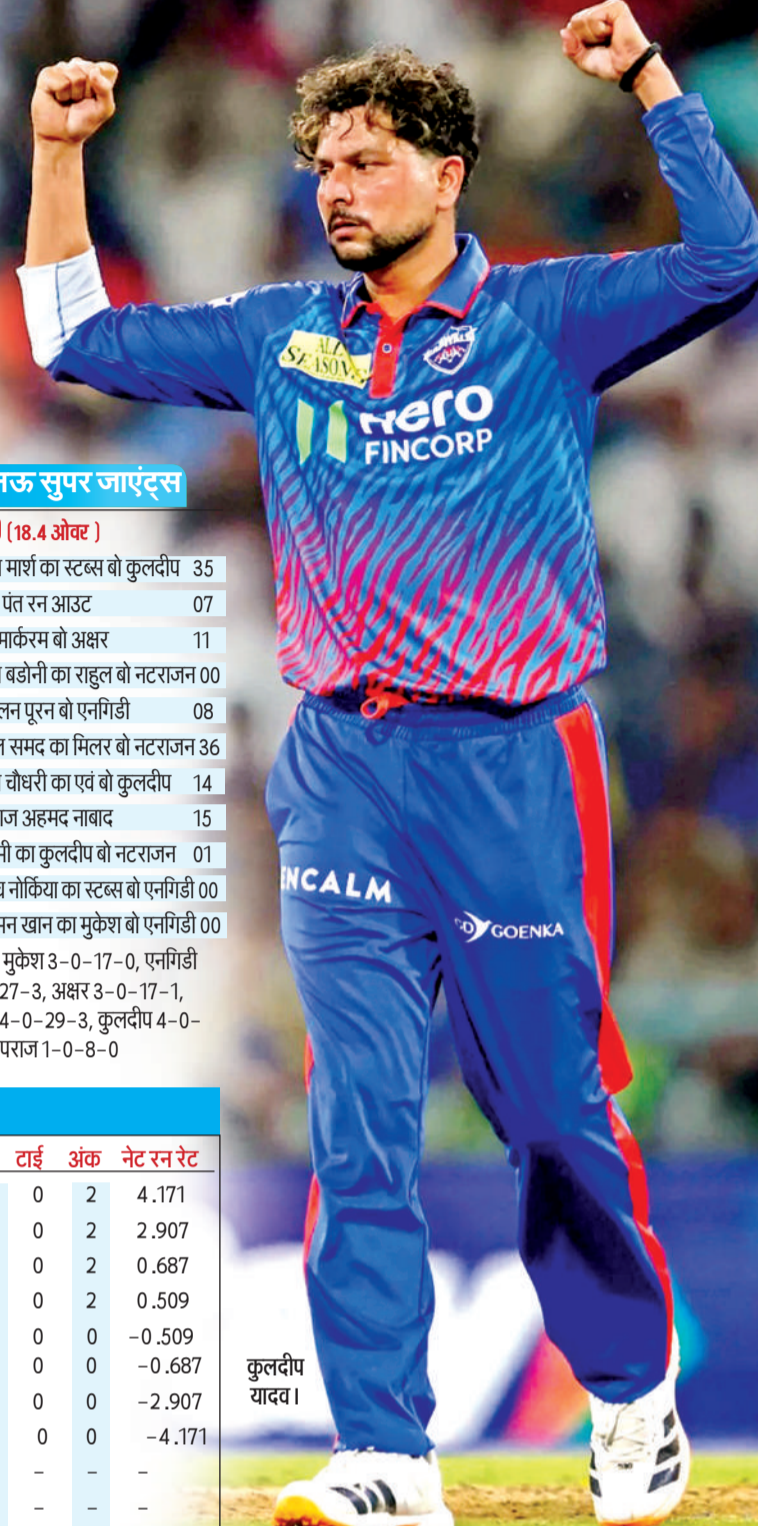 ALL
SEASONS
Hero
FINCORP
ENCALM
GOENKA
सुपर जाएंट्स
(18.4 ओवर )
मार्श का स्टब्स बो कुलदीप 35
पंत रन आउट 07
मार्करम बो अक्षर 11
बडोनी का राहुल बो नटराजन 00
पूरन बो एनगिडी 08
समद का मिलर बो नटराजन 36
चौधरी का एवं बो कुलदीप 14
अहमद नाबाद 15
का कुलदीप बो नटराजन 01
नोर्किया का स्टब्स बो एनगिडी 00
खान का मुकेश बो एनगिडी 00
मुकेश 3-0-17-0, एनगिडी
27-3, अक्षर 3-0-17-1,
4-0-29-3, कुलदीप 4-0-
पराज 1-0-8-0
टाई अंक नेट रन रेट
0 2 4.171
0 2 2.907
0 2 0.687
0 2 0.509
0 0 -0.509
0 0 -0.687
0 0 -2.907
0 0 -4.171
- - -
- - -
कुलदीप
यादव।